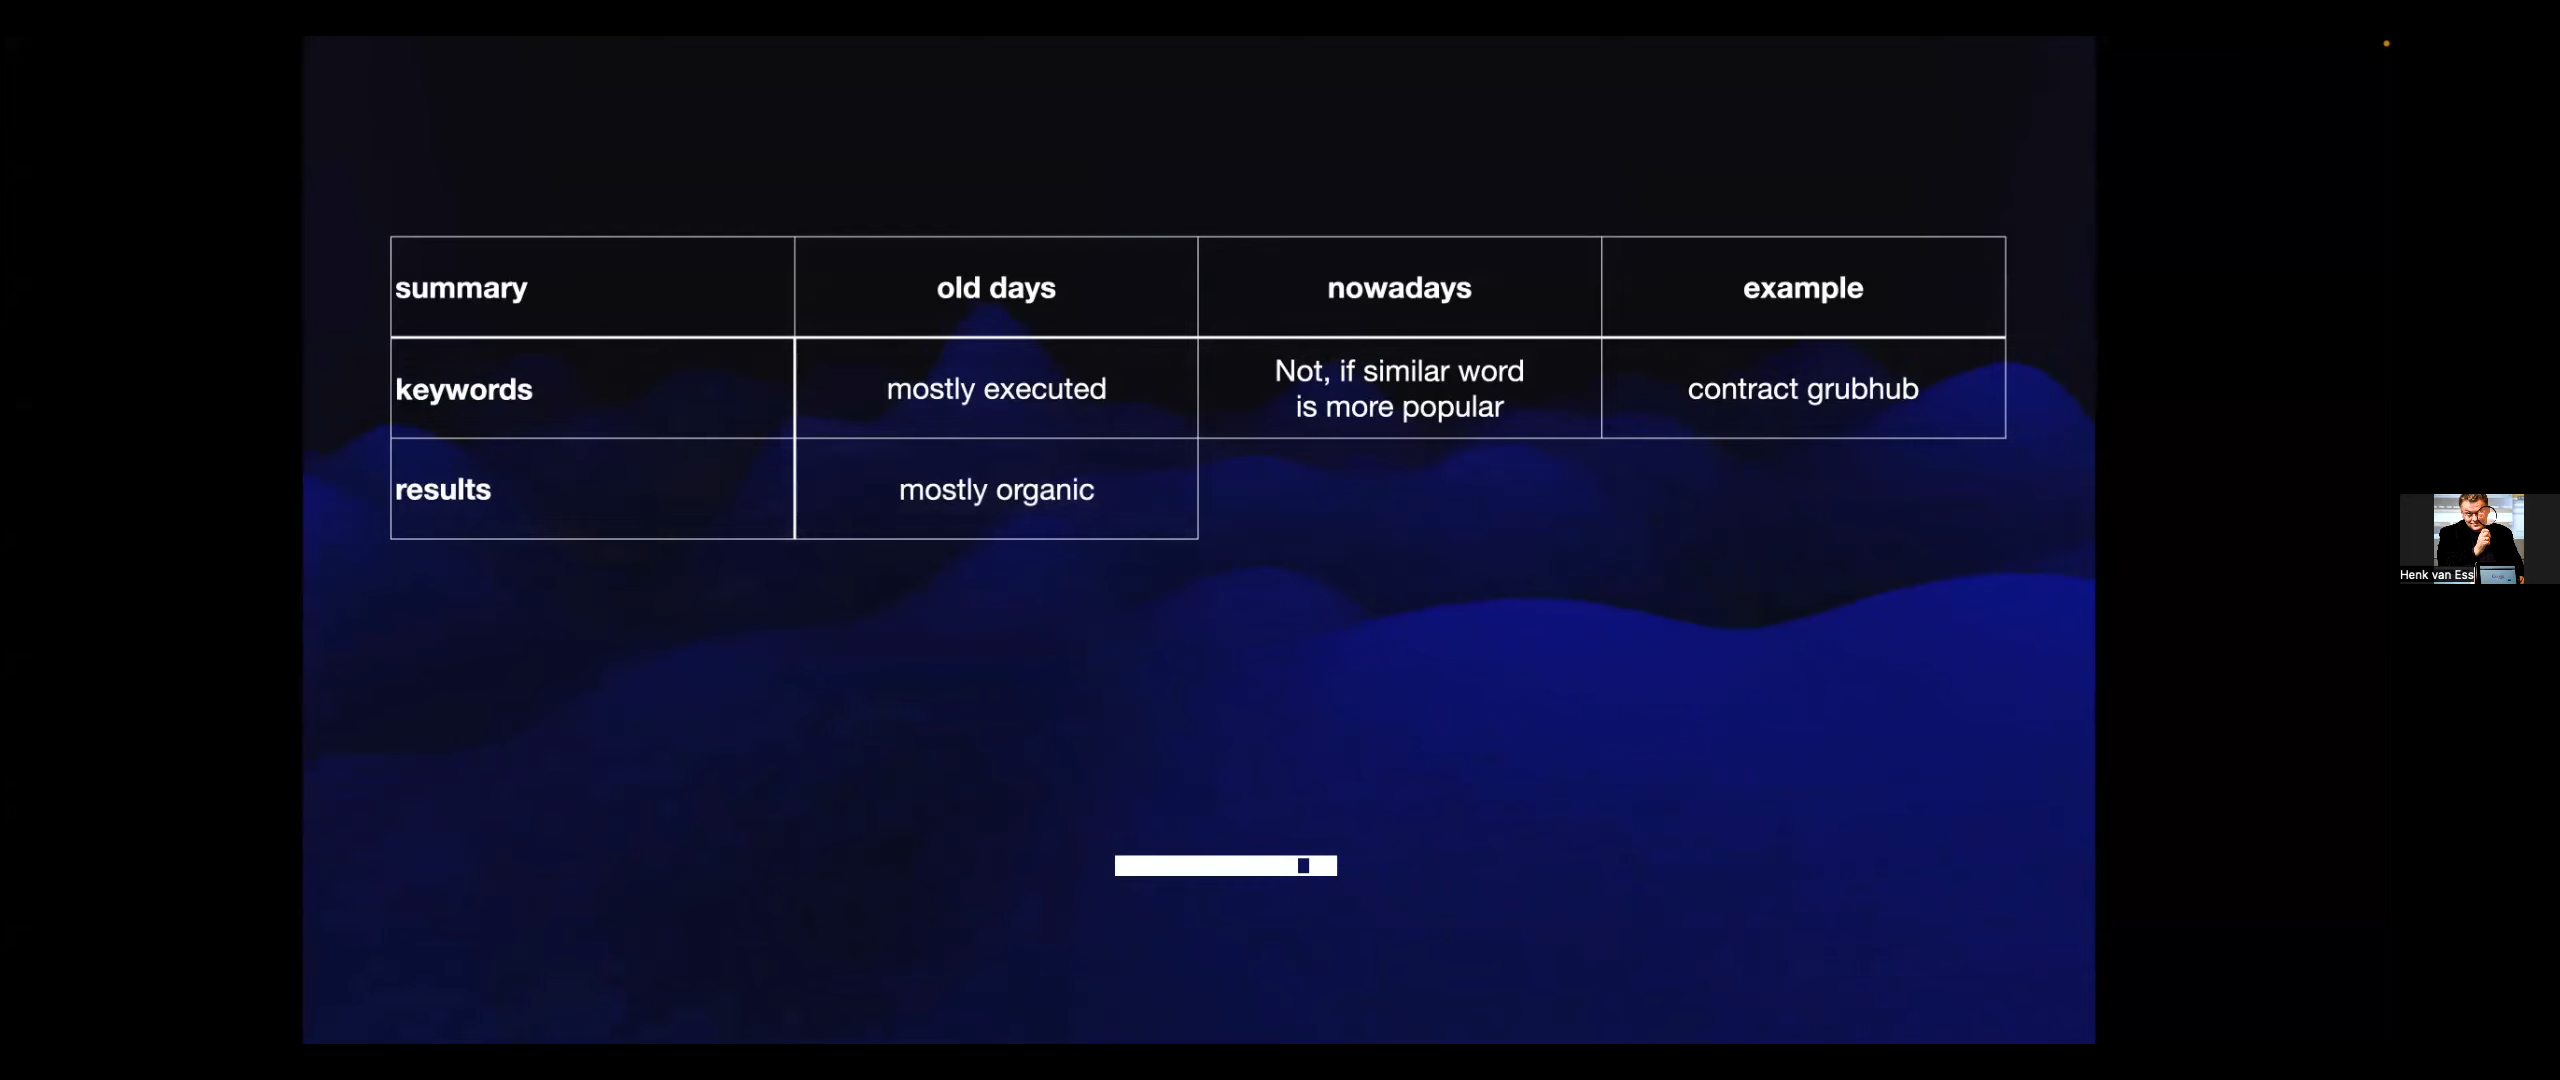 summary old days nowadays example
keywords mostly executed Not, if similar word is more popular contract grubhub
results mostly organic
Henk van Ess